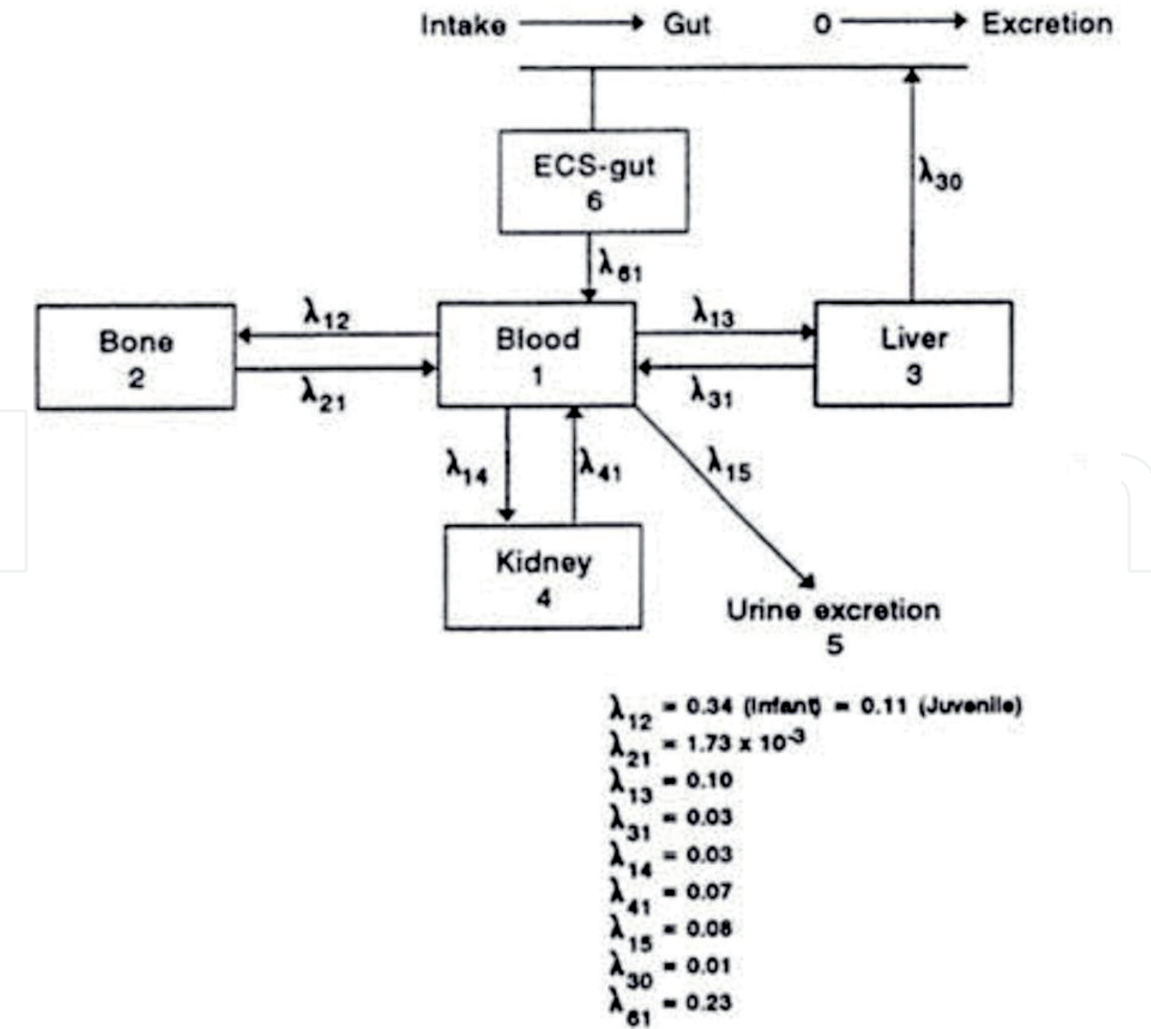 Intake Gut O Excretion
ECS-gut
6
λ30
λ61
λ12
λ13
Bone
2
Blood
1
Liver
3
λ21
λ31
λ14
λ41
λ15
Kidney
4
Urine excretion
5
λ12 = 0.34 (Infant) = 0.11 (Juvenile)
λ21 = 1.73 x 10-3
λ13 = 0.10
λ31 = 0.03
λ14 = 0.03
λ41 = 0.07
λ15 = 0.08
λ30 = 0.01
λ61 = 0.23